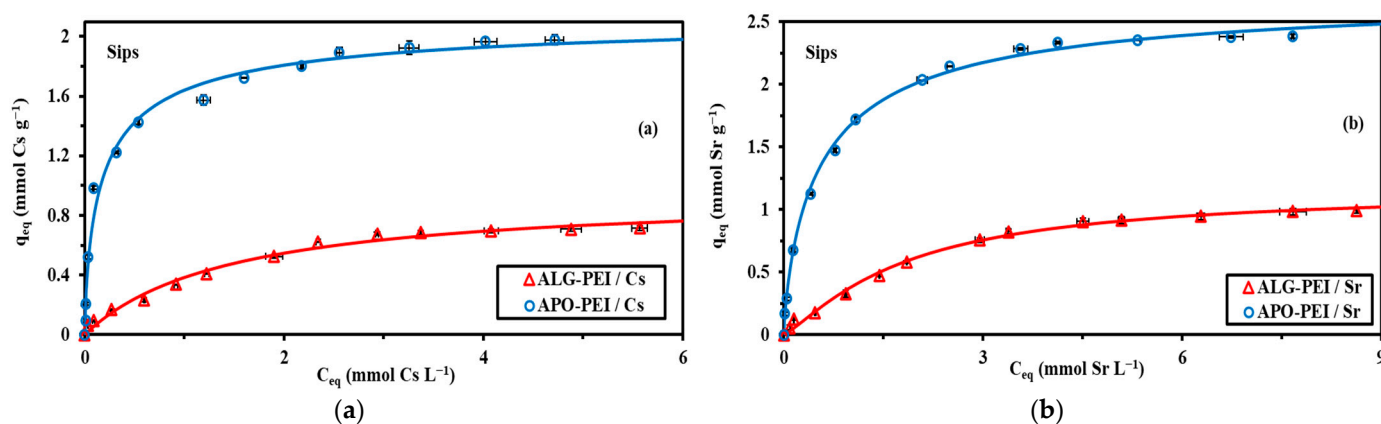 Sips
(a)
q_eq (mmol Cs g⁻¹)
2
1.6
1.2
0.8
0.4
0
0
2
4
6
C_eq (mmol Cs L⁻¹)
ALG-PEI / Cs
APO-PEI / Cs
(a)
Sips
(b)
q_eq (mmol Sr g⁻¹)
2.5
2
1.5
1
0.5
0
0
3
6
9
C_eq (mmol Sr L⁻¹)
ALG-PEI / Sr
APO-PEI / Sr
(b)